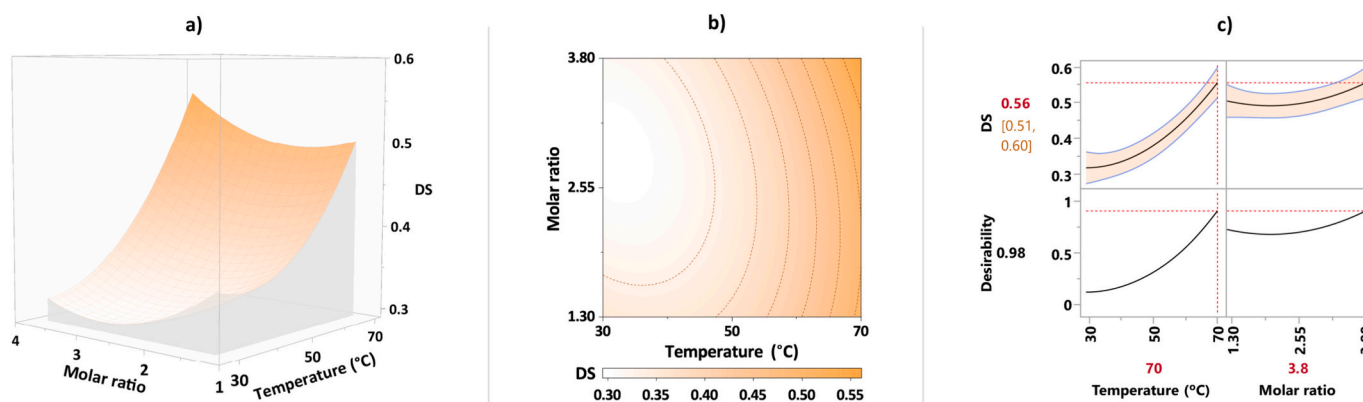 a)
0.6
0.5
DS
0.4
0.3
4
3
2
1
30
50
70
Molar ratio
Temperature (°C)
b)
3.80
2.55
1.30
Molar ratio
30
50
70
Temperature (°C)
DS
0.30 0.35 0.40 0.45 0.50 0.55
c)
0.6
0.5
0.4
0.3
DS
0.56
[0.51,
0.60]
1
0.5
0
Desirability
0.98
30
50
70
1.30
2.55
70
3.8
Temperature (°C)
Molar ratio